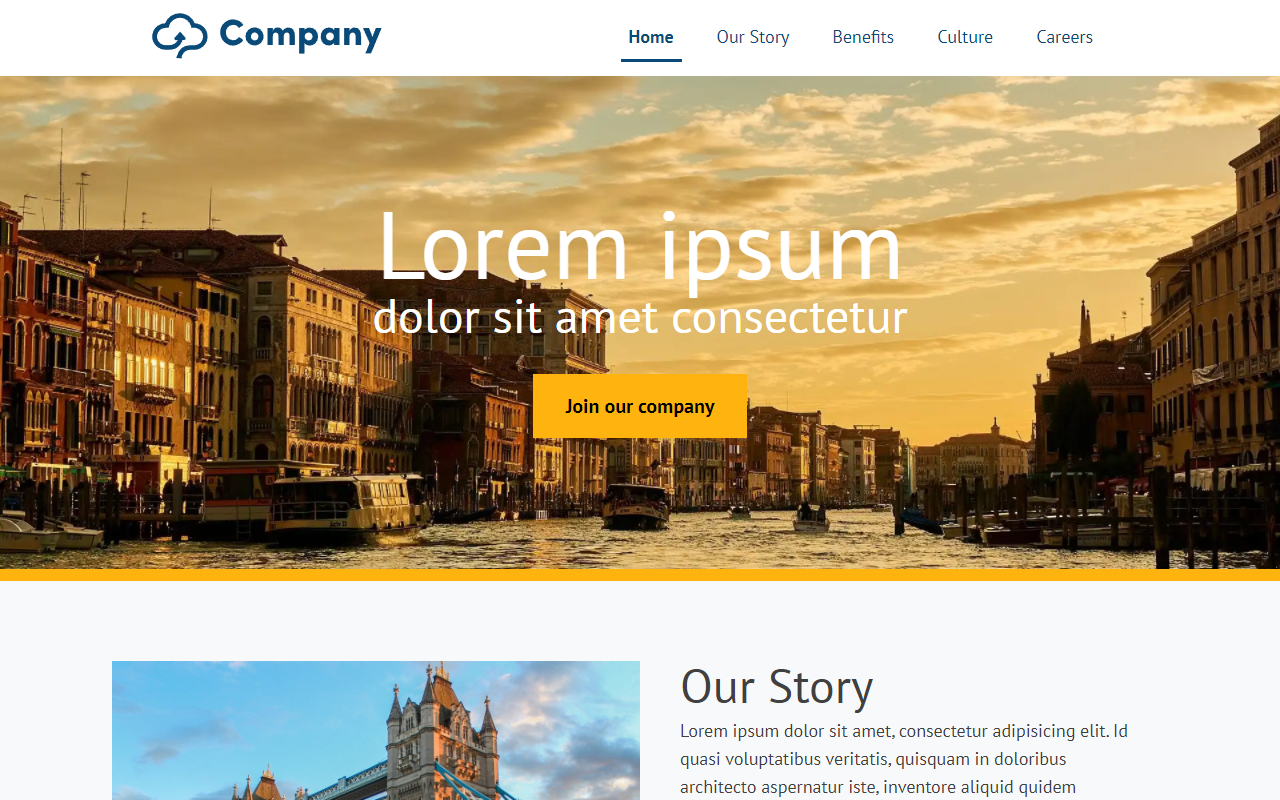 Company
Home
Our Story
Benefits
Culture
Careers
Lorem ipsum
dolor sit amet consectetur
Join our company
Our Story
Lorem ipsum dolor sit amet, consectetur adipisicing elit. Id
quasi voluptatibus veritatis, quisquam in doloribus
architecto aspernatur iste, inventore aliquid quidem